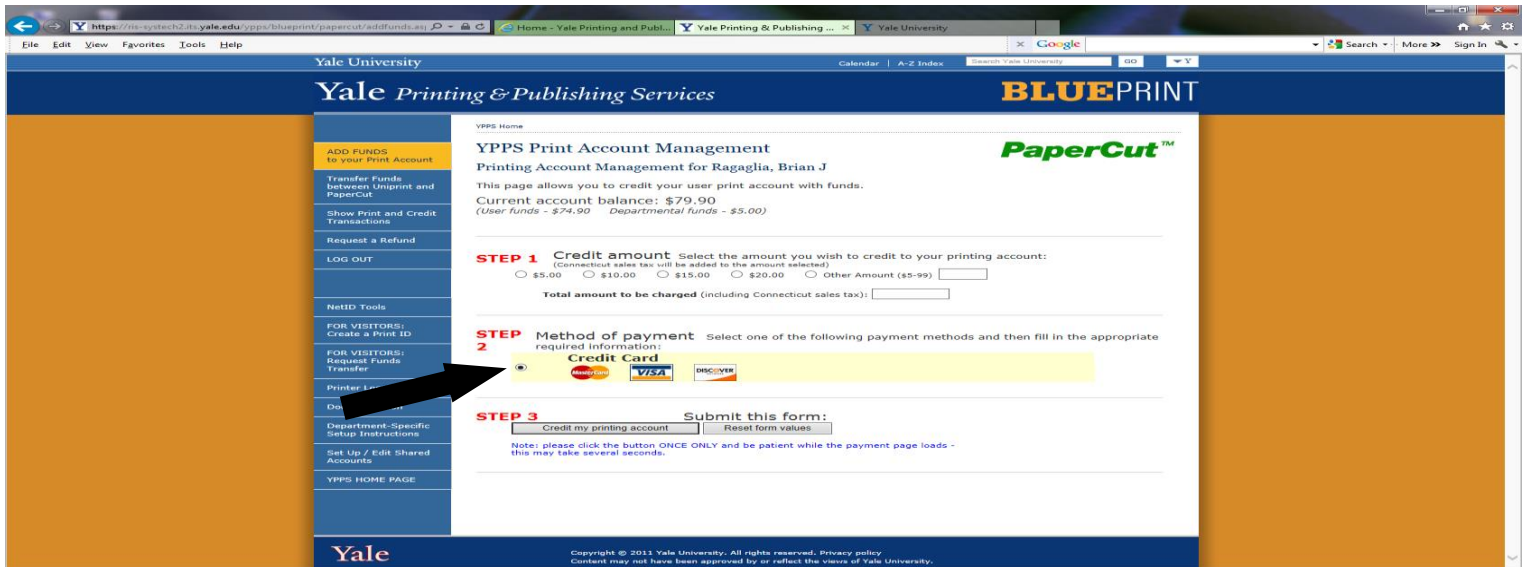 https://ris-systech2.its.yale.edu/ypps/blueprint/papercut/addfunds.asp
Home - Yale Printing and Publ...
Yale Printing & Publishing ...
Yale University
File Edit View Favorites Tools Help
Google
Search
More >>
Sign In
Yale University
Calendar | A-Z Index
Search Yale University
GO
Y
Yale Printing & Publishing Services
BLUEPRINT
YPPS Home
ADD FUNDS
to your Print Account
Transfer Funds
between Uniprint and
PaperCut
Show Print and Credit
Transactions
Request a Refund
LOG OUT
NetID Tools
FOR VISITORS:
Create a Print ID
FOR VISITORS:
Request Funds
Transfer
Printer
Department-Specific
Setup Instructions
Set Up / Edit Shared
Accounts
YPPS HOME PAGE
YPPS Print Account Management
PaperCut™
Printing Account Management for Ragaglia, Brian J
This page allows you to credit your user print account with funds.
Current account balance: $79.90
(User funds - $74.90 Departmental funds - $5.00)
STEP 1 Credit amount Select the amount you wish to credit to your printing account:
(Connecticut sales tax will be added to the amount selected)
$5.00 $10.00 $15.00 $20.00 Other Amount ($5-99)
Total amount to be charged (including Connecticut sales tax):
STEP 2 Method of payment Select one of the following payment methods and then fill in the appropriate
required information:
Credit Card
MasterCard VISA DISCOVER
STEP 3 Submit this form:
Credit my printing account Reset form values
Note: please click the button ONCE ONLY and be patient while the payment page loads -
this may take several seconds.
Yale
Copyright © 2011 Yale University. All rights reserved. Privacy policy
Content may not have been approved by or reflect the views of Yale University.